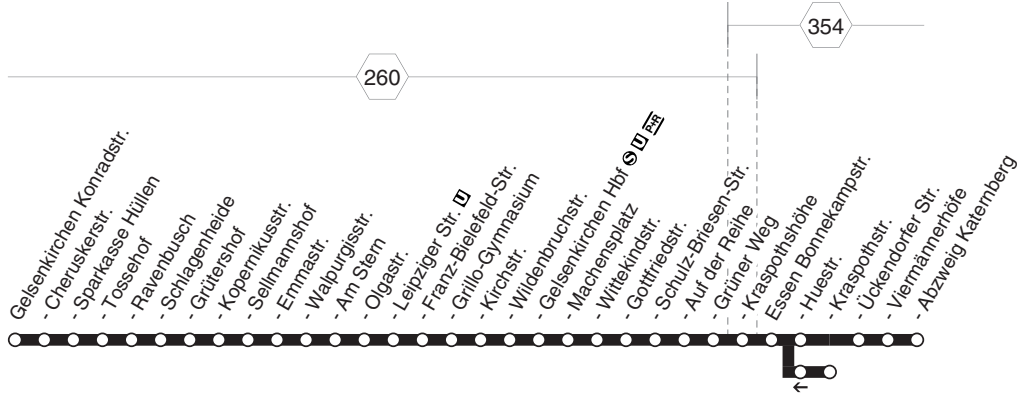 354
260
Gelsenkirchen Konradstr.
- Cheruskerstr.
- Sparkasse Hüllen
- Tossehof
- Ravenbusch
- Schlagenheide
- Grütershof
- Kopernikusstr.
- Sellmannshof
- Emmastr.
- Walpurgisstr.
- Am Stern
- Olgastr.
- Leipziger Str. U
- Franz-Bielefeld-Str.
- Grillo-Gymnasium
- Kirchstr.
- Wildenbruchstr.
- Gelsenkirchen Hbf S U P+R
- Machensplatz
- Wittekindstr.
- Gottfriedstr.
- Schulz-Briesen-Str.
- Auf der Reihe
- Grüner Weg
- Kraspothshöhe
Essen Bonnekampstr.
- Huestr.
- Kraspothstr.
- Ückendorfer Str.
- Viermännerhöfe
- Abzweig Katernberg